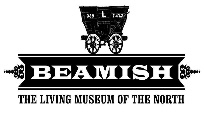 L
BEAMISH
THE LIVING MUSEUM OF THE NORTH